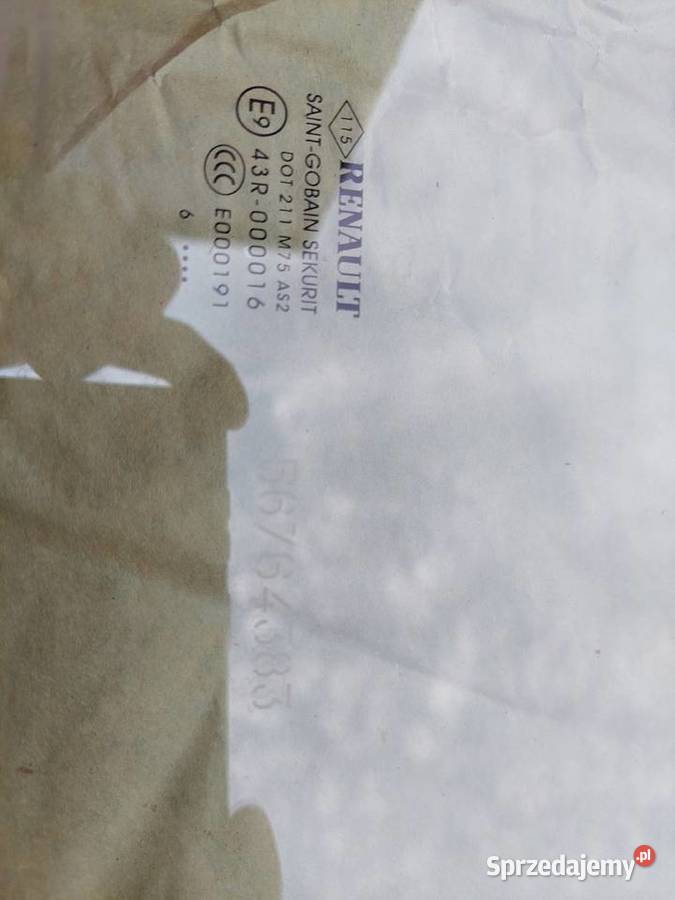 115 RENAULT
SAINT-GOBAIN SEKURIT
DOT 211 M75 AS2
E9 43R-000016
CCC E000191
6 ....
Sprzedajemy.pl